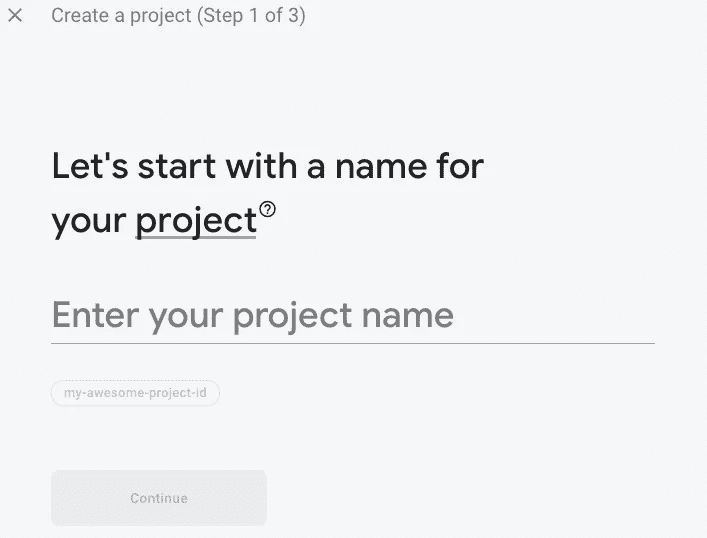 Create a project (Step 1 of 3)
Let's start with a name for
your project
Enter your project name
my-awesome-project-id
Continue